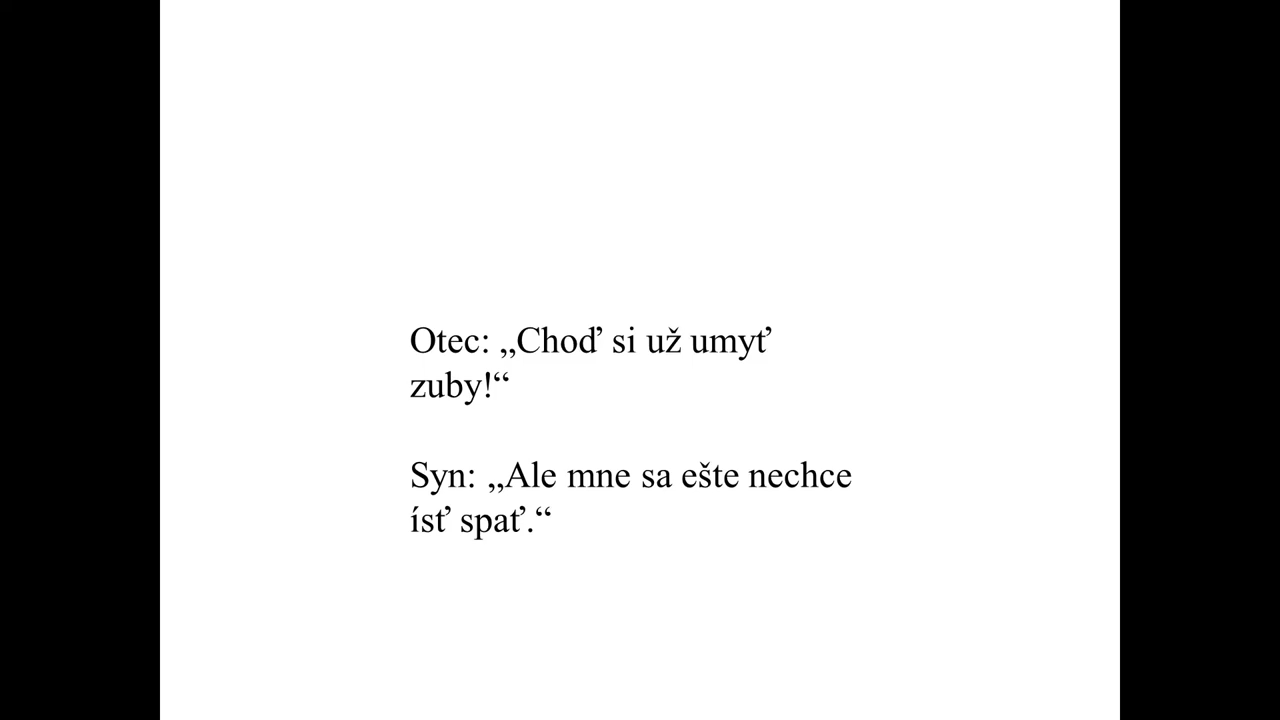 Otec: „Choď si už umyť
zuby!“
Syn: „Ale mne sa ešte nechce
ísť spať.“